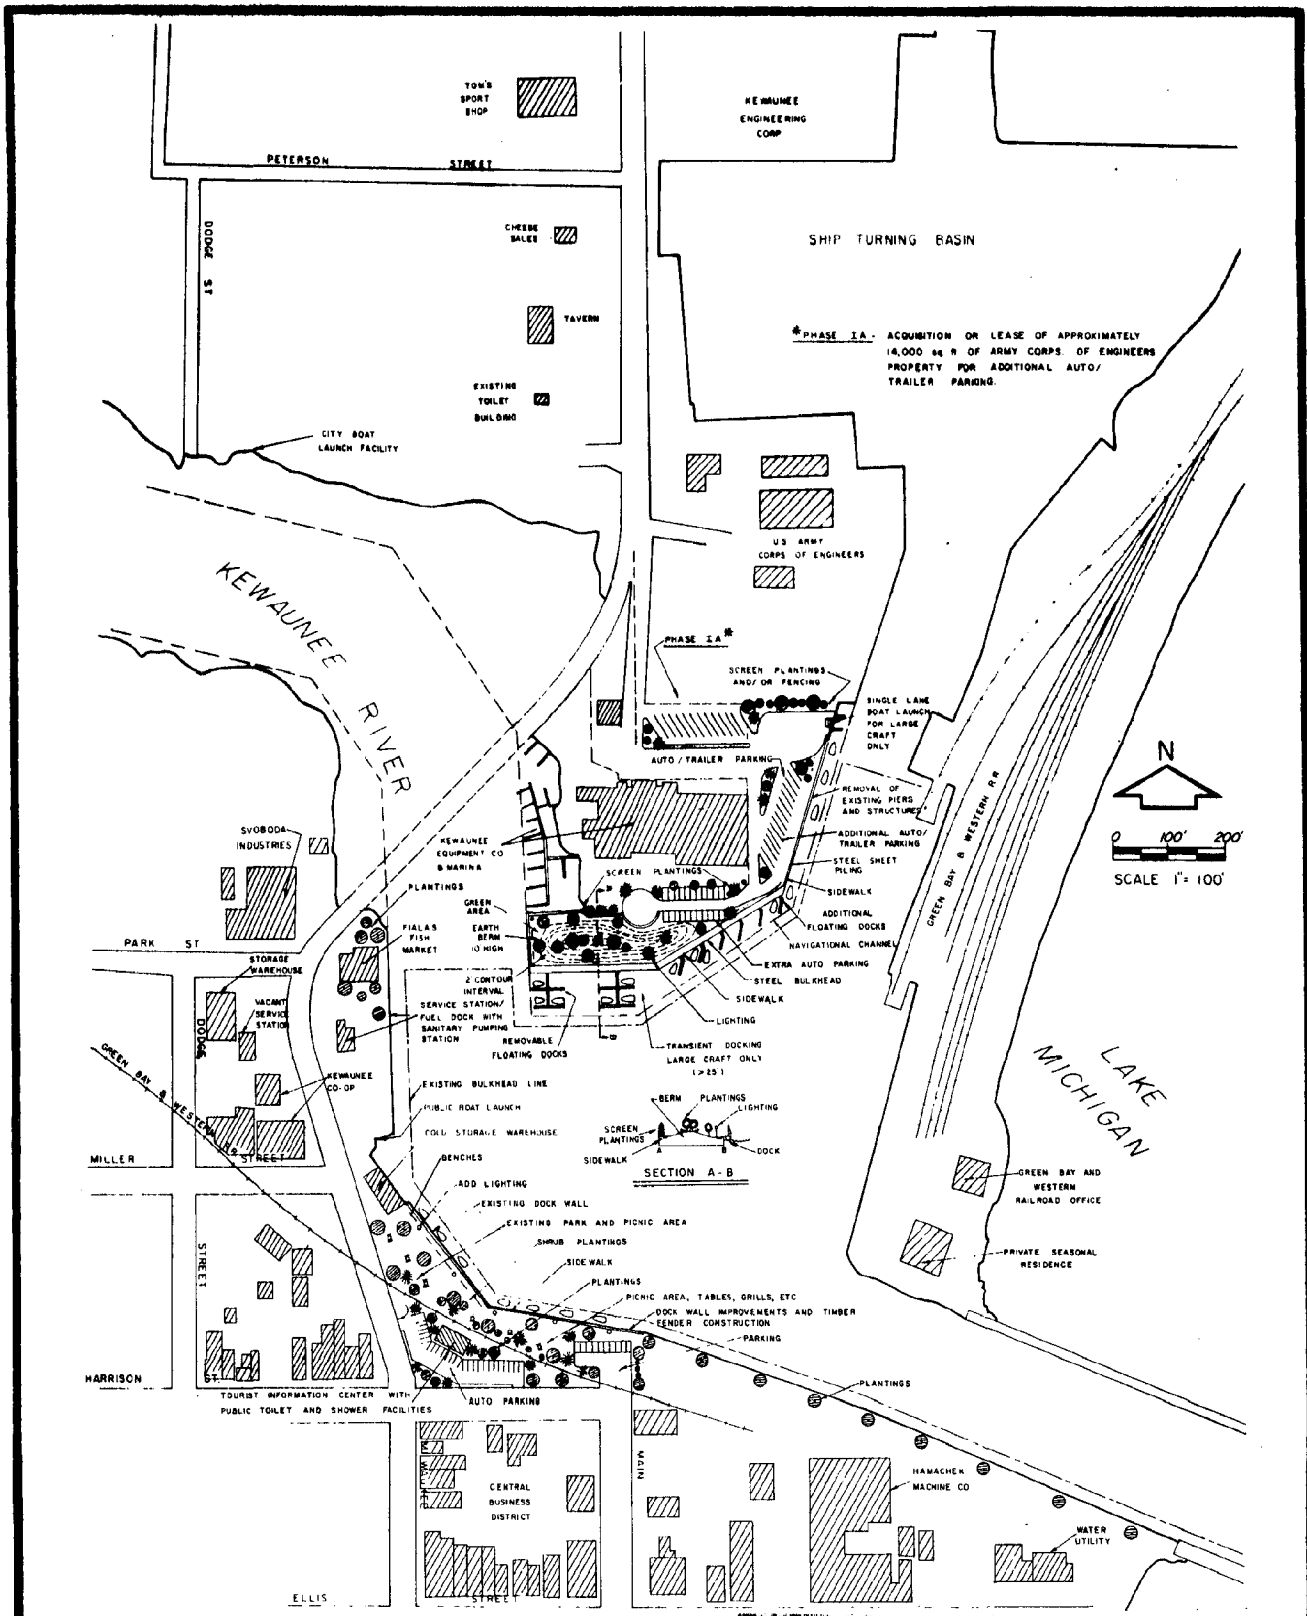 TOM'S
SPORT
SHOP
KEWAUNEE
ENGINEERING
CORP
PETERSON STREET
DODGE ST
CHEESE
SALES
SHIP TURNING BASIN
TAVERN
*PHASE IA - ACQUISITION OR LEASE OF APPROXIMATELY
14,000 sq ft OF ARMY CORPS. OF ENGINEERS
PROPERTY FOR ADDITIONAL AUTO/
TRAILER PARKING.
EXISTING
TOILET
BUILDING
CITY BOAT
LAUNCH FACILITY
US ARMY
CORPS OF ENGINEERS
KEWAUNEE RIVER
PHASE IA*
SCREEN PLANTINGS
AND/OR FENCING
SINGLE LANE
BOAT LAUNCH
FOR LARGE
CRAFT
ONLY
AUTO/TRAILER PARKING
N
REMOVAL OF
EXISTING PIERS
AND STRUCTURES
GREEN BAY & WESTERN RR
0 100' 200'
SCALE 1"= 100'
SVOBODA
INDUSTRIES
KEWAUNEE
EQUIPMENT CO
& MARINA
ADDITIONAL AUTO/
TRAILER PARKING
STEEL SHEET
PILING
SCREEN PLANTINGS
PLANTINGS
SIDEWALK
GREEN
AREA
ADDITIONAL
FLOATING DOCKS
FIALAS
FISH
MARKET
EARTH
BERM
10 HIGH
PARK ST
NAVIGATIONAL CHANNEL
STORAGE
WAREHOUSE
EXTRA AUTO PARKING
2' CONTOUR
INTERVAL
STEEL BULKHEAD
SIDEWALK
VACANT
SERVICE
STATION
SERVICE STATION/
FUEL DOCK WITH
SANITARY PUMPING
STATION
LIGHTING
DODGE
REMOVABLE
FLOATING DOCKS
B
TRANSIENT DOCKING
LARGE CRAFT ONLY
(>25')
LAKE
MICHIGAN
GREEN BAY & WESTERN RR
KEWAUNEE
CO-OP
EXISTING BULKHEAD LINE
PUBLIC BOAT LAUNCH
BERM
PLANTINGS
LIGHTING
SCREEN
PLANTINGS
COLD STORAGE WAREHOUSE
SIDEWALK
A
B
DOCK
SECTION A-B
MILLER STREET
BENCHES
ADD LIGHTING
GREEN BAY AND
WESTERN
RAILROAD OFFICE
EXISTING DOCK WALL
EXISTING PARK AND PICNIC AREA
SHRUB PLANTINGS
STREET
SIDEWALK
PRIVATE SEASONAL
RESIDENCE
PLANTINGS
PICNIC AREA, TABLES, GRILLS, ETC
DOCK WALL IMPROVEMENTS AND TIMBER
FENDER CONSTRUCTION
PARKING
HARRISON ST.
PLANTINGS
TOURIST INFORMATION CENTER WITH
PUBLIC TOILET AND SHOWER FACILITIES
AUTO PARKING
MAIN
CENTRAL
BUSINESS
DISTRICT
HAMACHEK
MACHINE CO
WATER
UTILITY
ELLIS STREET